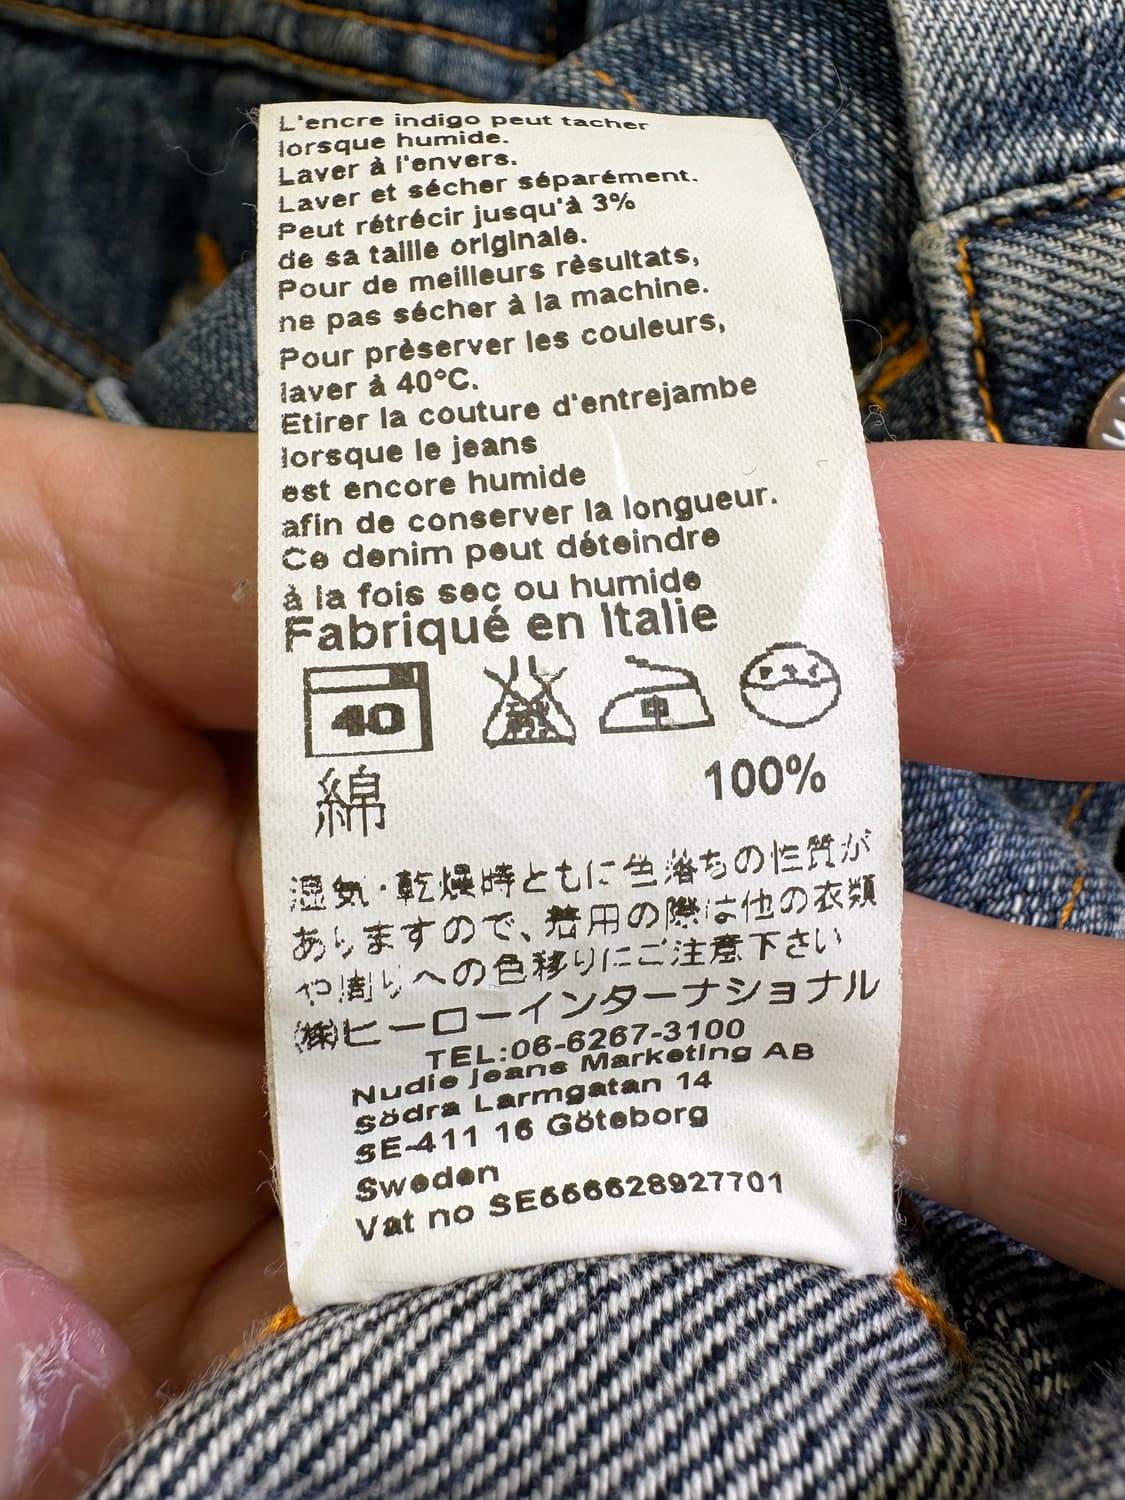 L'encre indigo peut tacher
lorsque humide.
Laver à l'envers.
Laver et sécher séparément.
Peut rétrécir jusqu'à 3%
de sa taille originale.
Pour de meilleurs rèsultats,
ne pas sécher à la machine.
Pour prèserver les couleurs,
laver à 40°C.
Etirer la couture d'entrejambe
lorsque le jeans
est encore humide
afin de conserver la longueur.
Ce denim peut déteindre
à la fois sec ou humide
Fabriqué en Italie
40 中
綿 100%
湿気・乾燥時ともに色落ちの性質が
ありますので、着用の際は他の衣類
や周りへの色移りにご注意下さい
㈱ヒーローインターナショナル
TEL:06-6267-3100
Nudie Jeans Marketing AB
Södra Larmgatan 14
SE-411 16 Göteborg
Sweden
Vat no SE556628927701